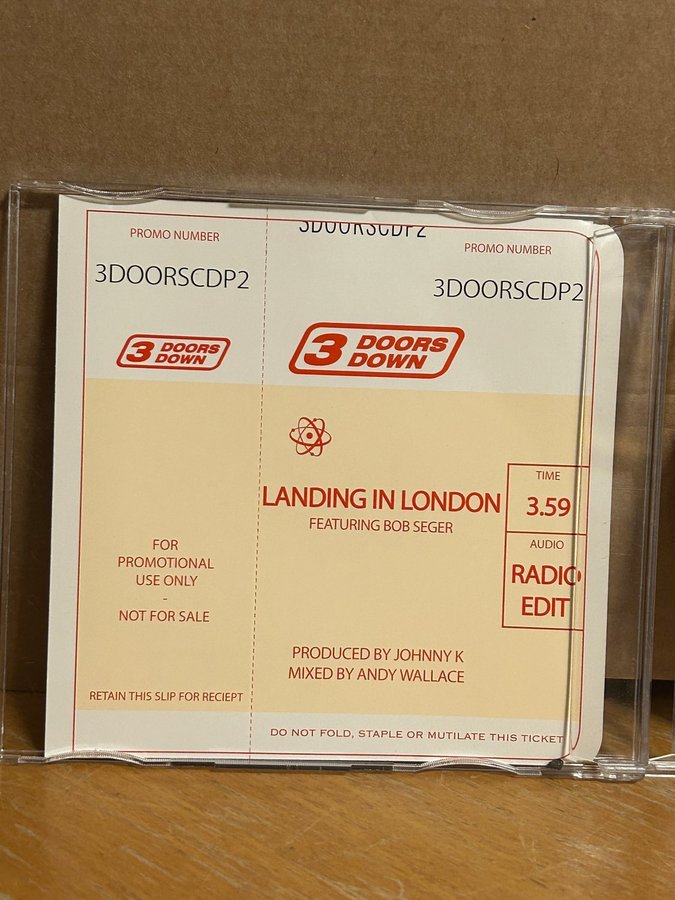 PROMO NUMBER
3DOORSCDP2
3 DOORS DOWN
FOR
PROMOTIONAL
USE ONLY
-
NOT FOR SALE
RETAIN THIS SLIP FOR RECIEPT
3DOORSCDP2
PROMO NUMBER
3DOORSCDP2
3 DOORS DOWN
LANDING IN LONDON
FEATURING BOB SEGER
TIME
3.59
AUDIO
RADIO
EDIT
PRODUCED BY JOHNNY K
MIXED BY ANDY WALLACE
DO NOT FOLD, STAPLE OR MUTILATE THIS TICKET